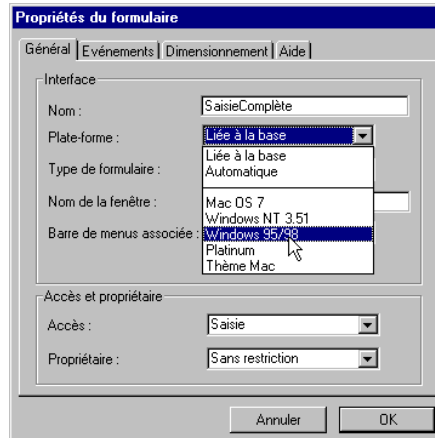 Propriétés du formulaire
Général Evénements Dimensionnement Aide
Interface
Nom : SaisieComplète
Plate-forme : Liée à la base
Liée à la base
Type de formulaire : Automatique
Nom de la fenêtre : Mac OS 7
Windows NT 3.51
Barre de menus associée : Windows 95/98
Platinum
Thème Mac
Accès et propriétaire
Accès : Saisie
Propriétaire : Sans restriction
Annuler OK